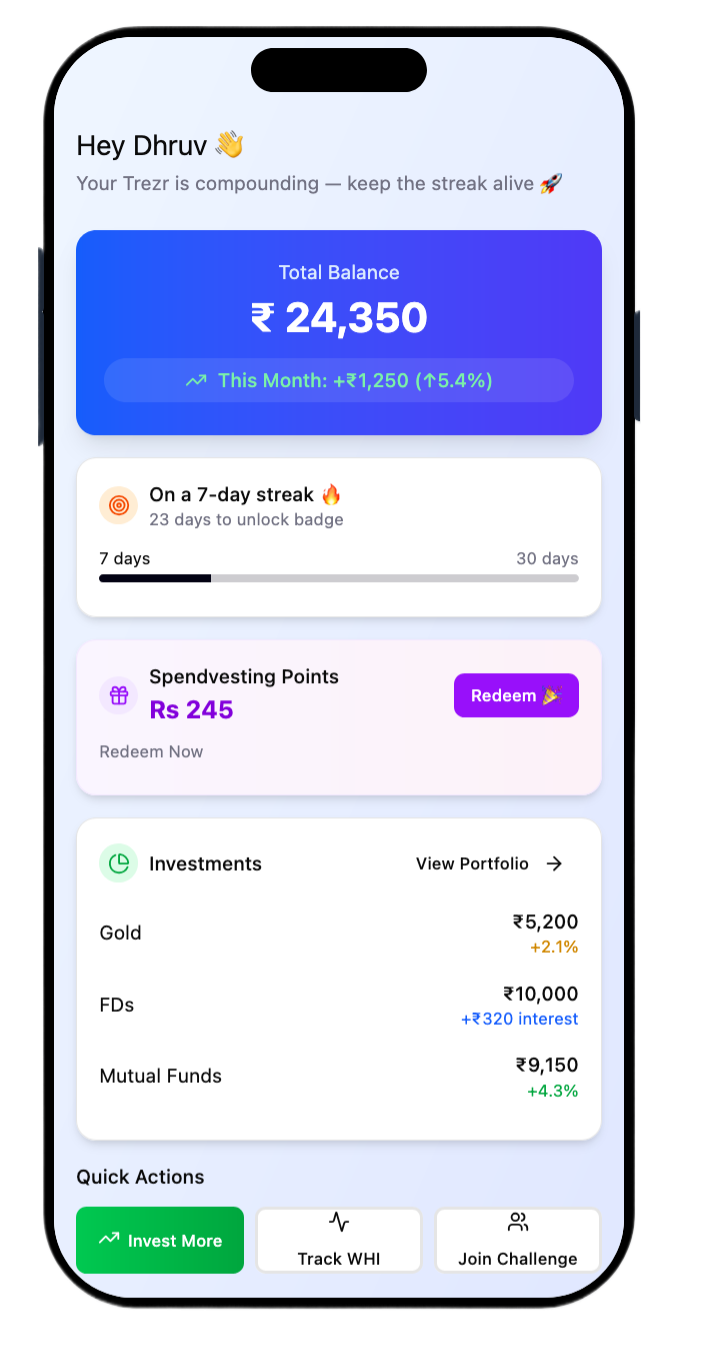 Hey Dhruv 👋
Your Trezr is compounding — keep the streak alive 🚀
Total Balance
₹ 24,350
This Month: +₹1,250 (↑5.4%)
On a 7-day streak 🔥
23 days to unlock badge
7 days 30 days
Spendvesting Points
Rs 245
Redeem 🎉
Redeem Now
Investments View Portfolio →
Gold ₹5,200
+2.1%
FDs ₹10,000
+₹320 interest
Mutual Funds ₹9,150
+4.3%
Quick Actions
Invest More
Track WHI
Join Challenge